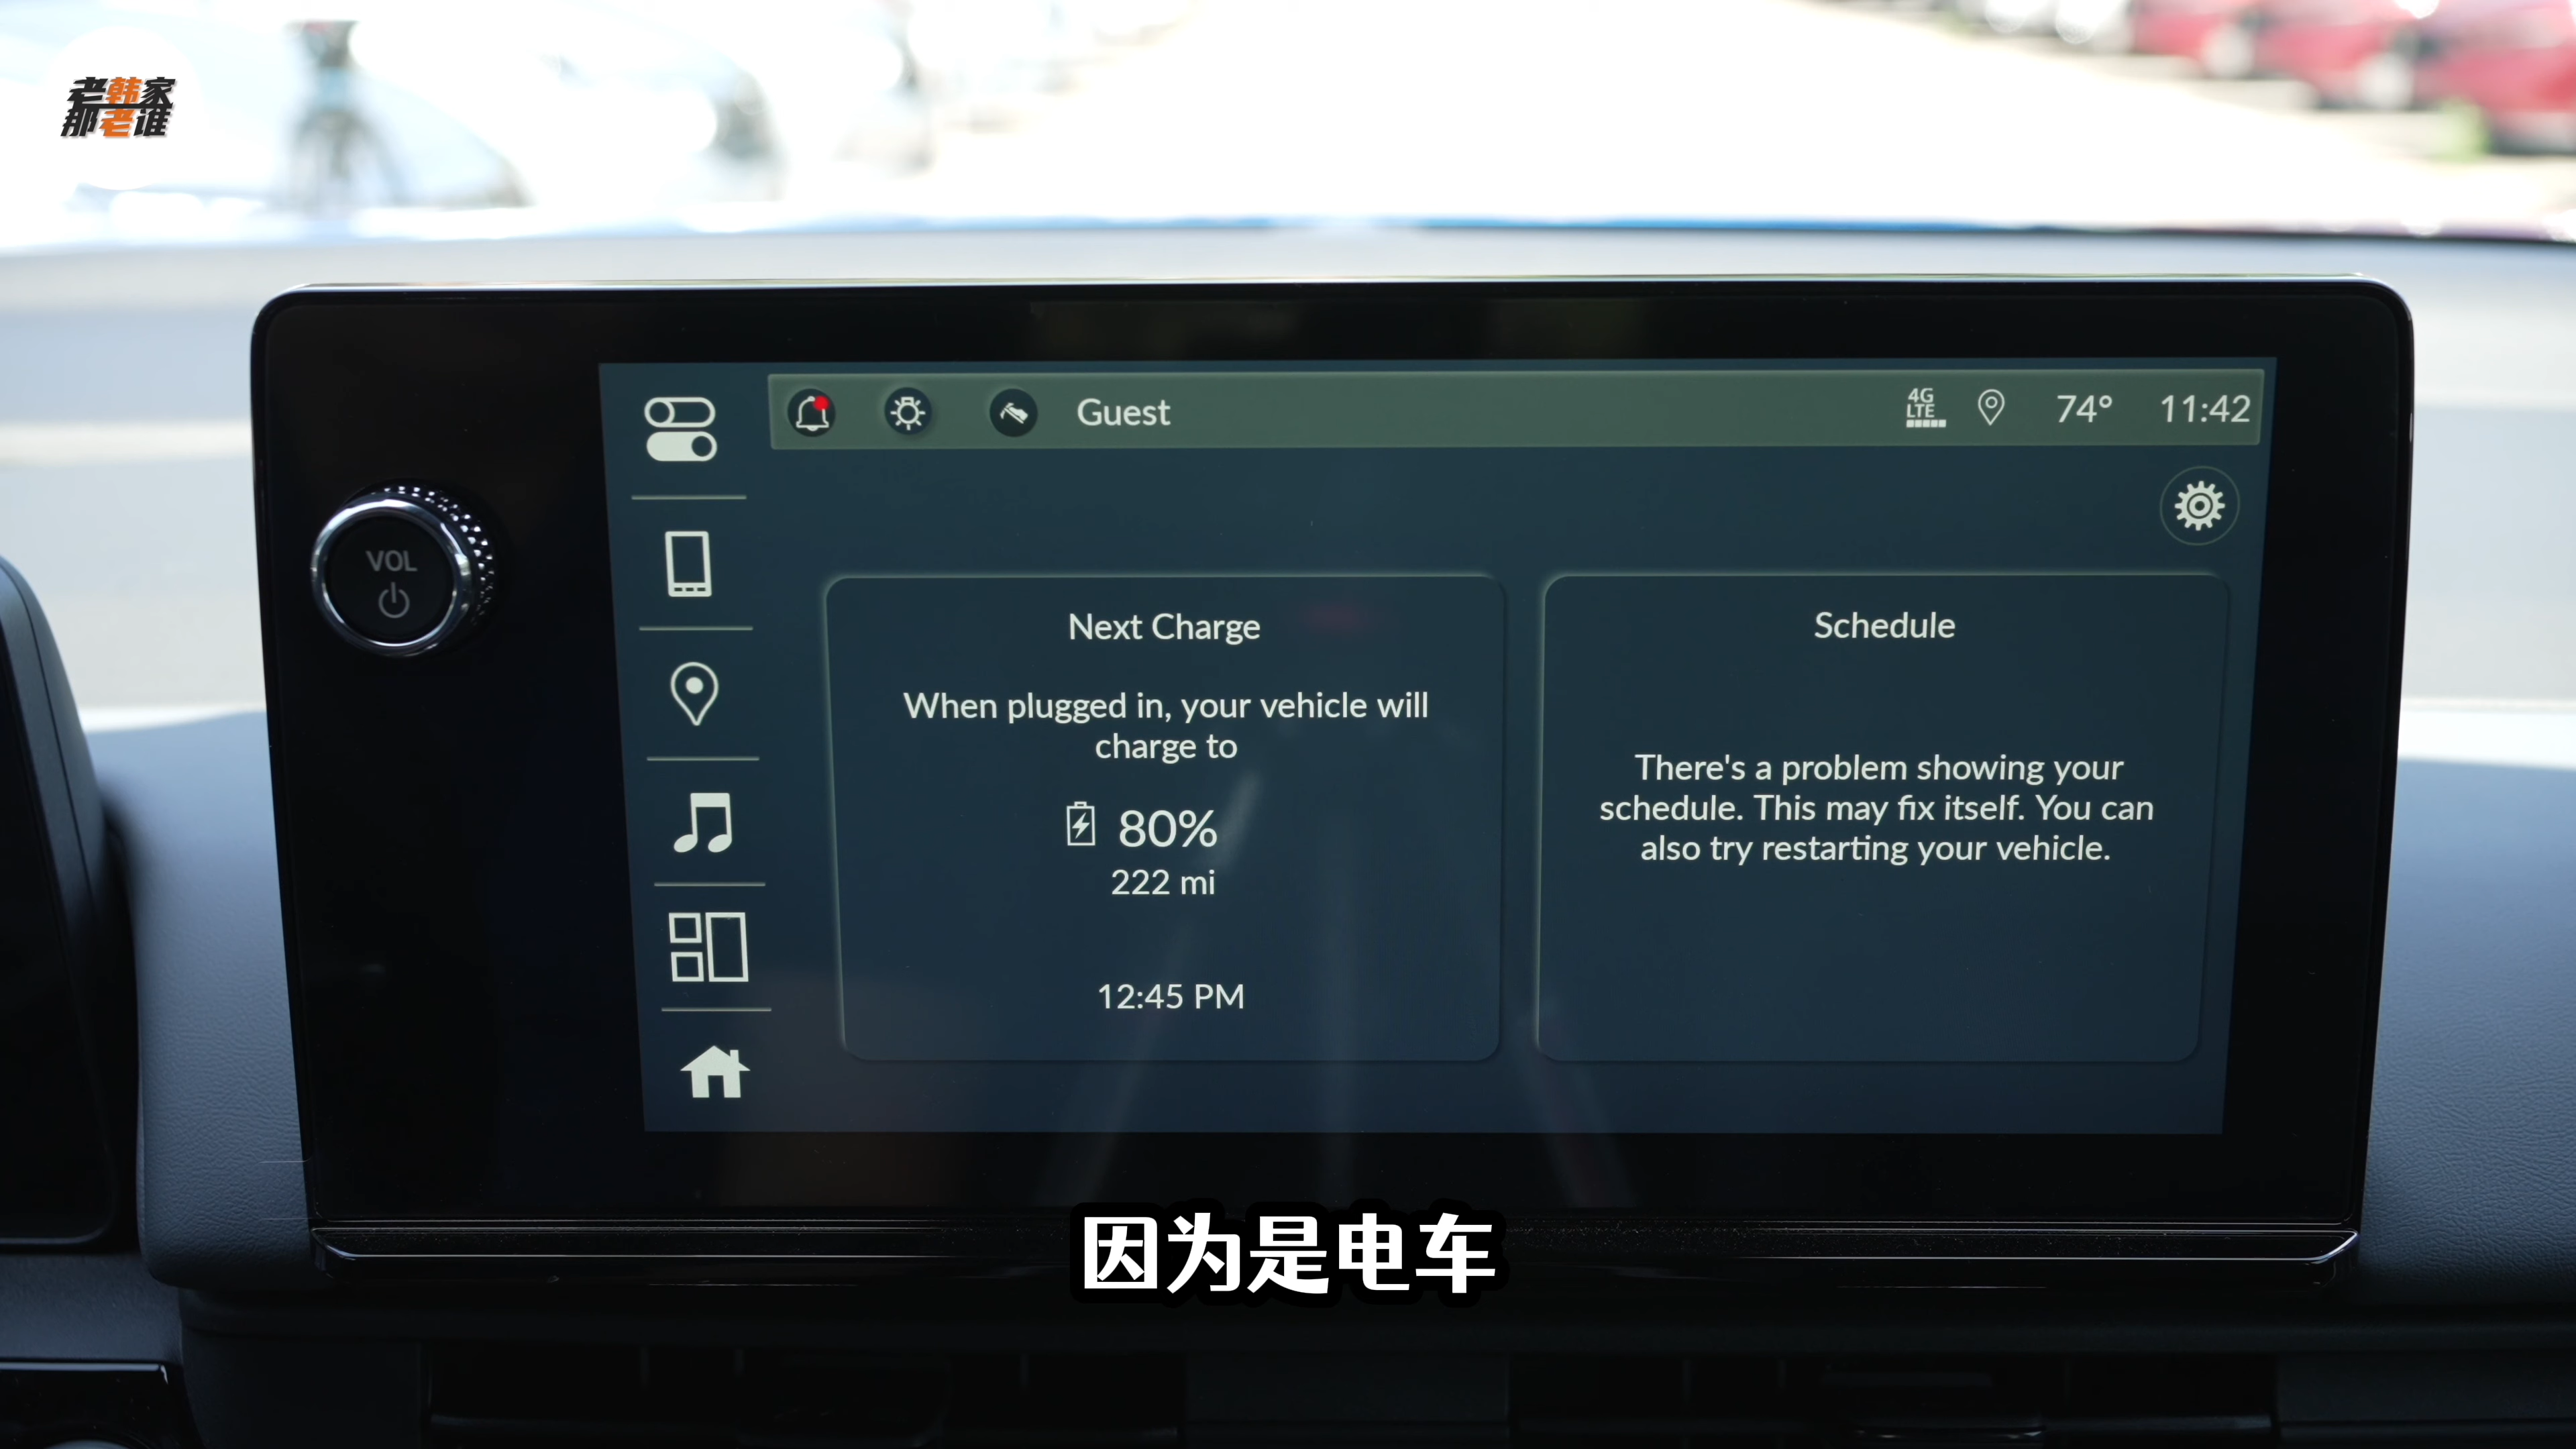 老韩家
那老谁
Guest
4G
LTE
74°
11:42
VOL
Next Charge
When plugged in, your vehicle will
charge to
80%
222 mi
12:45 PM
Schedule
There's a problem showing your
schedule. This may fix itself. You can
also try restarting your vehicle.
因为是电车